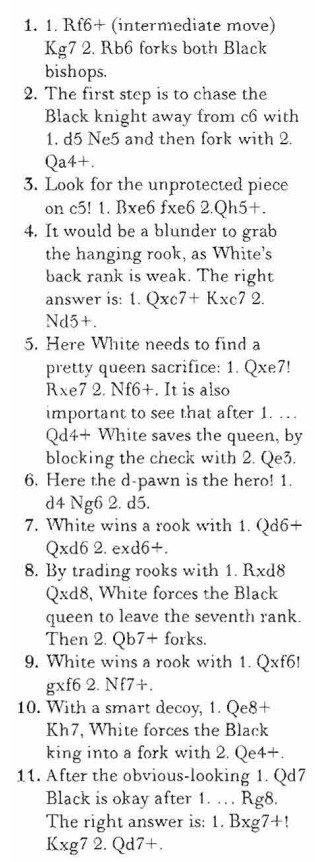 1. 1. Rf6+ (intermediate move)
Kg7 2. Rb6 forks both Black
bishops.
2. The first step is to chase the
Black knight away from c6 with
1. d5 Ne5 and then fork with 2.
Qa4+.
3. Look for the unprotected piece
on c5! 1. Bxe6 fxe6 2.Qh5+.
4. It would be a blunder to grab
the hanging rook, as White's
back rank is weak. The right
answer is: 1. Qxc7+ Kxc7 2.
Nd5+.
5. Here White needs to find a
pretty queen sacrifice: 1. Qxe7!
Rxe7 2. Nf6+. It is also
important to see that after 1. ...
Qd4+ White saves the queen, by
blocking the check with 2. Qe3.
6. Here the d-pawn is the hero! 1.
d4 Ng6 2. d5.
7. White wins a rook with 1. Qd6+
Qxd6 2. exd6+.
8. By trading rooks with 1. Rxd8
Qxd8, White forces the Black
queen to leave the seventh rank.
Then 2. Qb7+ forks.
9. White wins a rook with 1. Qxf6!
gxf6 2. Nf7+.
10. With a smart decoy, 1. Qe8+
Kh7, White forces the Black
king into a fork with 2. Qe4+.
11. After the obvious-looking 1. Qd7
Black is okay after 1. ... Rg8.
The right answer is: 1. Bxg7+!
Kxg7 2. Qd7+.